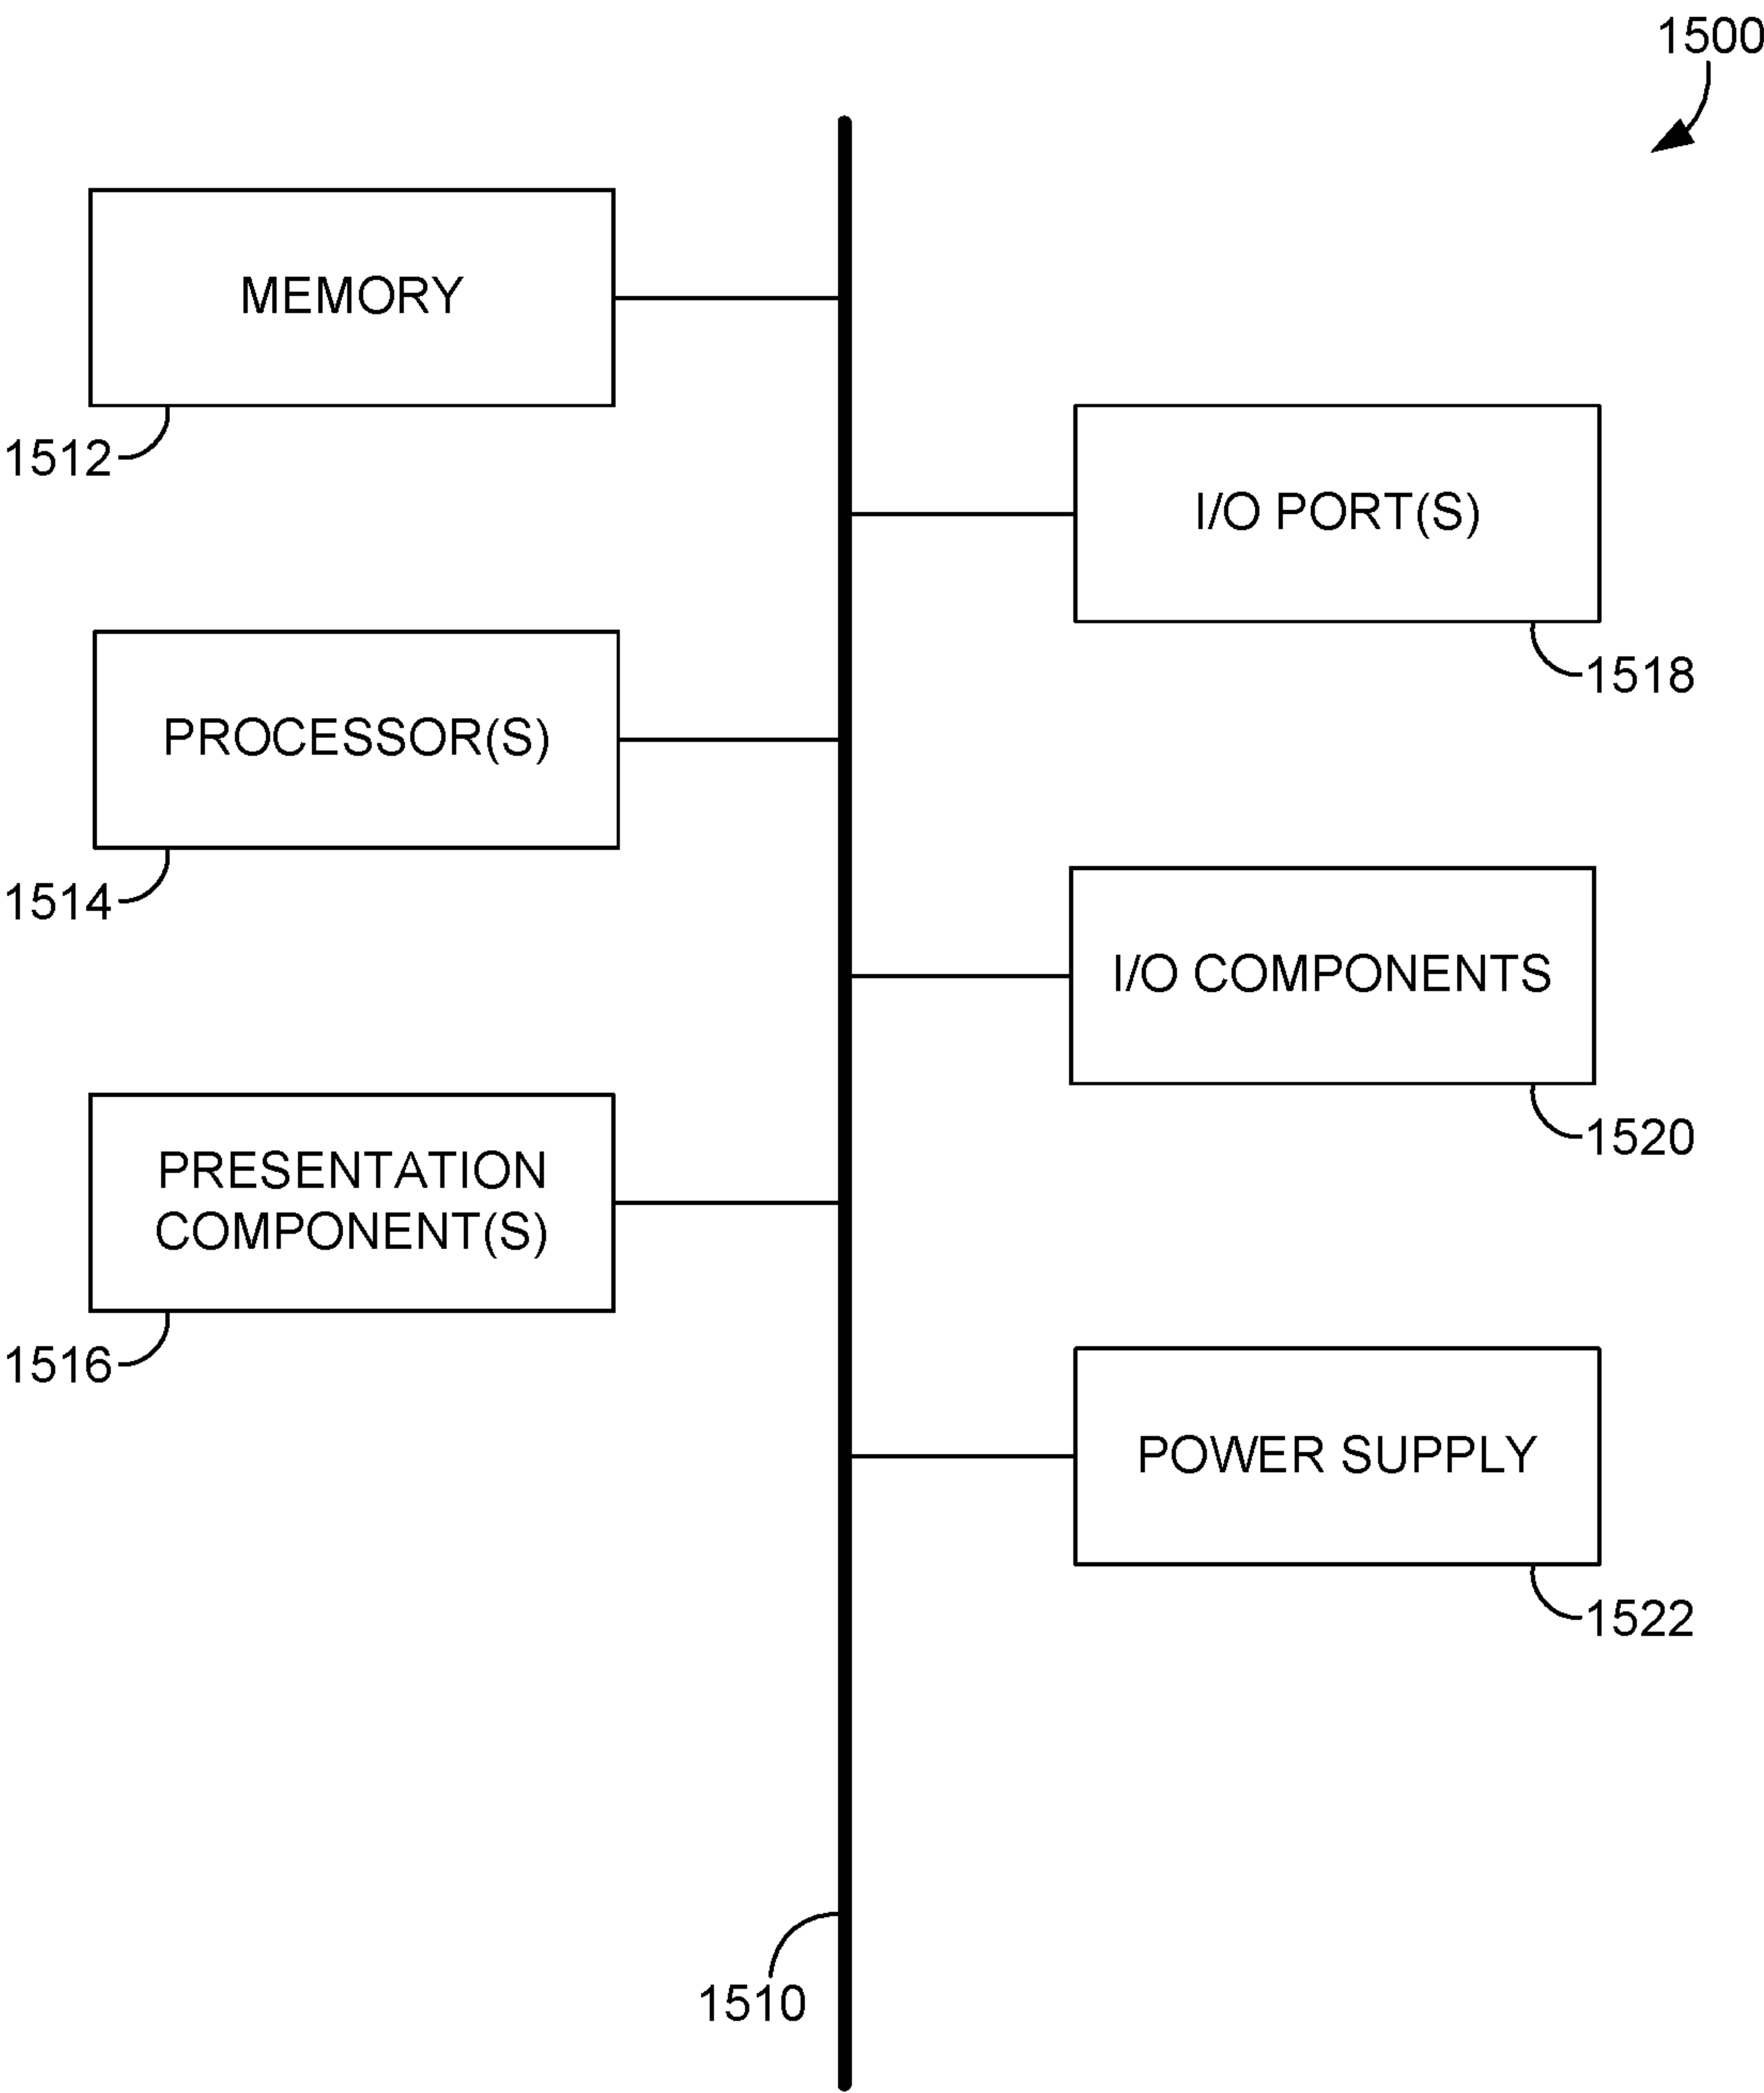 1500
MEMORY
1512
I/O PORT(S)
1518
PROCESSOR(S)
1514
I/O COMPONENTS
1520
PRESENTATION
COMPONENT(S)
1516
POWER SUPPLY
1522
1510